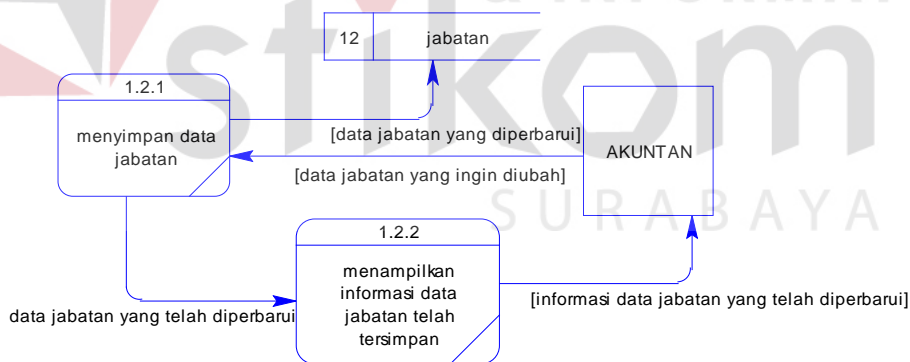 12 jabatan
1.2.1
menyimpan data
jabatan
[data jabatan yang diperbarui]
AKUNTAN
[data jabatan yang ingin diubah]
stikom
SURABAYA
1.2.2
menampilkan
informasi data
jabatan telah
tersimpan
[informasi data jabatan yang telah diperbarui]
data jabatan yang telah diperbarui